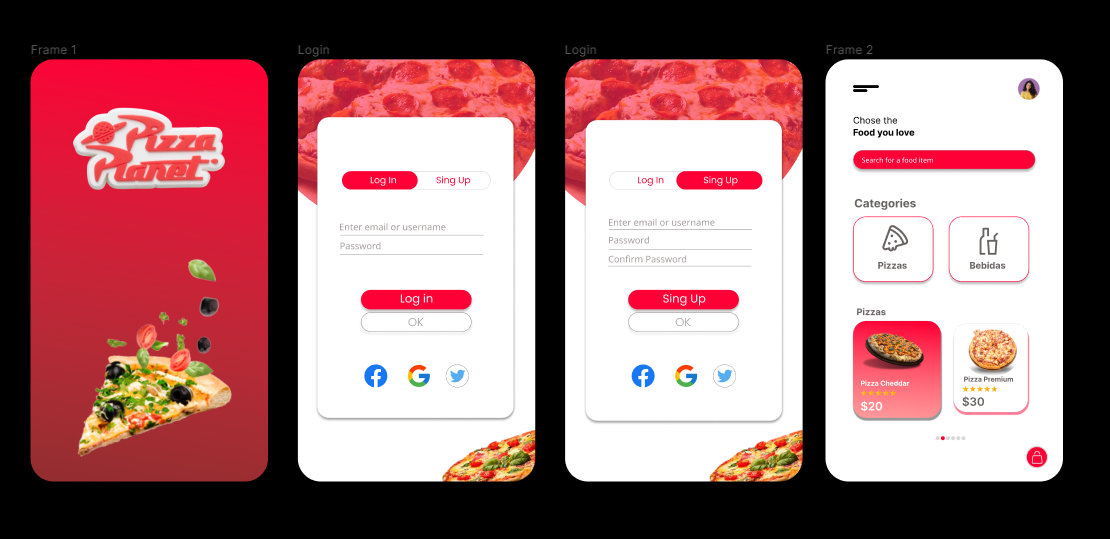 Frame 1
Pizza
Planet
Login
Log In
Sing Up
Enter email or username
Password
Log in
OK
Login
Log In
Sing Up
Enter email or username
Password
Confirm Password
Sing Up
OK
Frame 2
Chose the
Food you love
Search for a food item
Categories
Pizzas
Bebidas
Pizzas
Pizza Cheddar
$20
Pizza Premium
$30